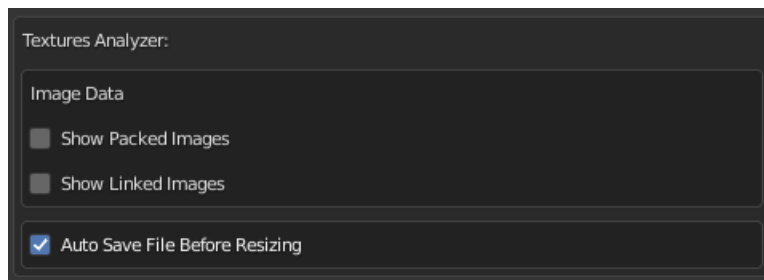 Textures Analyzer:
Image Data
Show Packed Images
Show Linked Images
Auto Save File Before Resizing